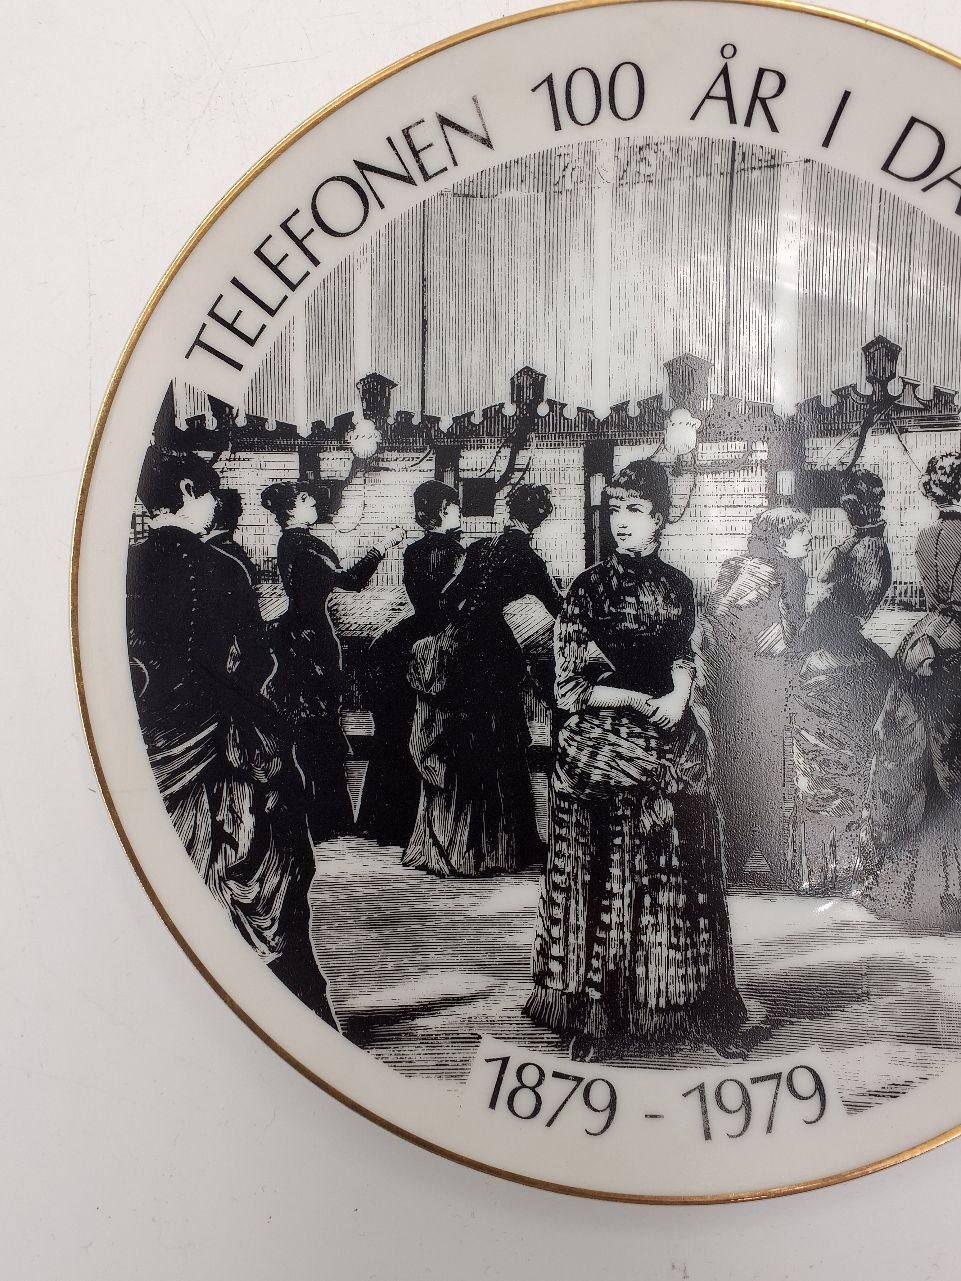 TELEFONEN 100 ÅR I DA
1879 - 1979